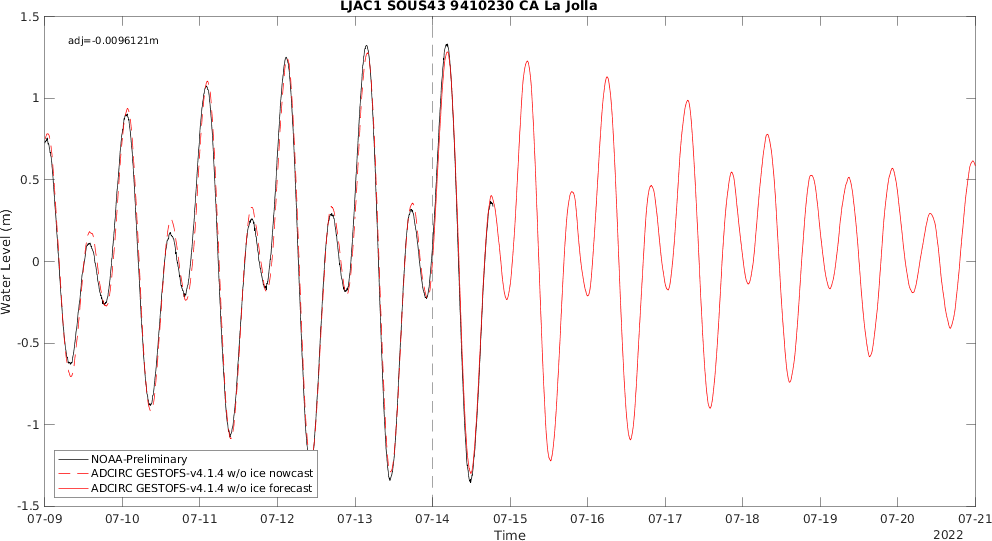 LJAC1 SOUS43 9410230 CA La Jolla
adj=-0.0096121m
1.5
1
0.5
0
-0.5
-1
-1.5
Water Level (m)
NOAA-Preliminary
ADCIRC GESTOFS-v4.1.4 w/o ice nowcast
ADCIRC GESTOFS-v4.1.4 w/o ice forecast
07-09 07-10 07-11 07-12 07-13 07-14 07-15 07-16 07-17 07-18 07-19 07-20 07-21
Time
2022